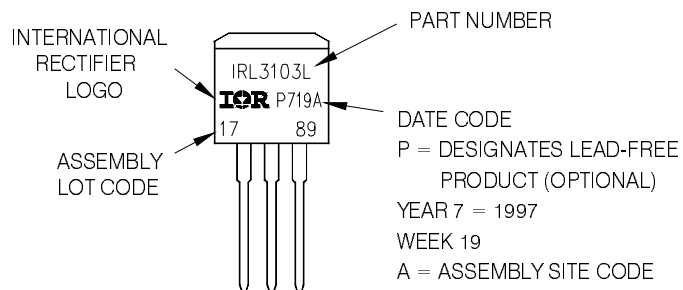 INTERNATIONAL
RECTIFIER
LOGO
ASSEMBLY
LOT CODE
IRL3103L
IOR P719A
17 89
PART NUMBER
DATE CODE
P = DESIGNATES LEAD-FREE
PRODUCT (OPTIONAL)
YEAR 7 = 1997
WEEK 19
A = ASSEMBLY SITE CODE